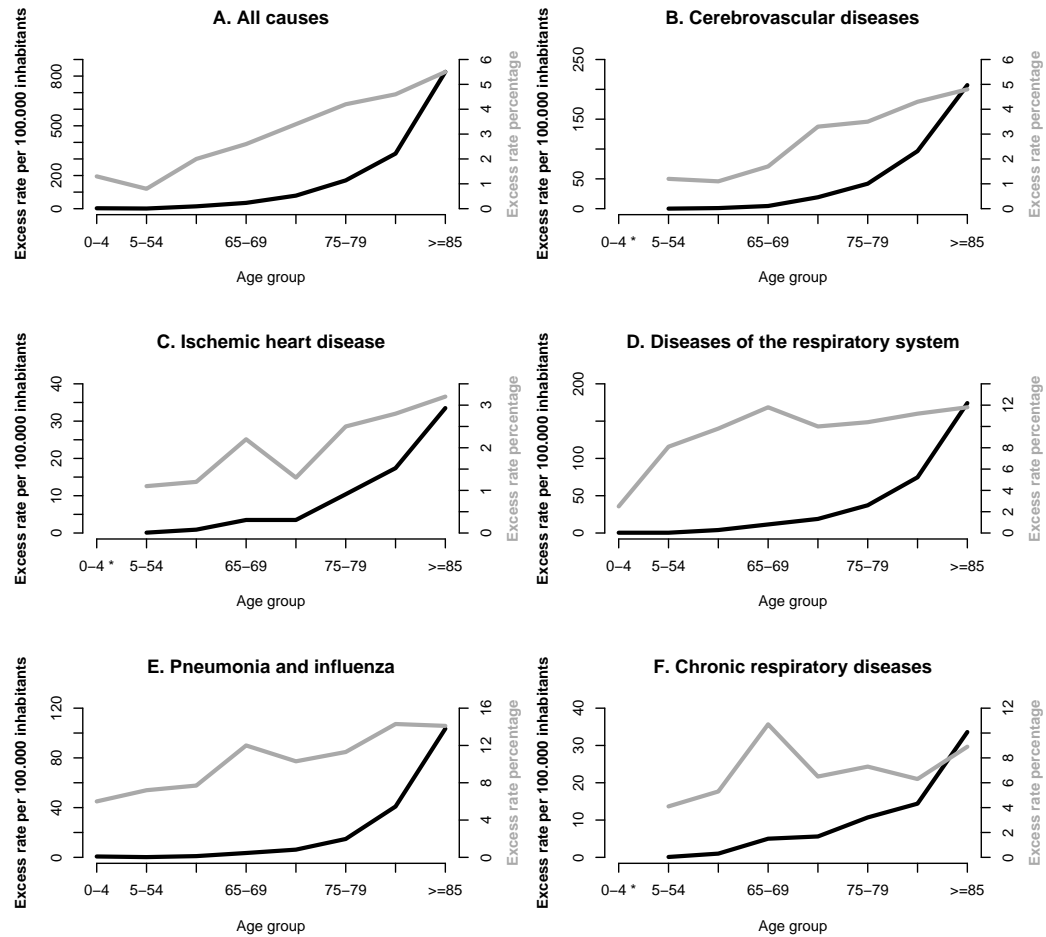 A. All causes
Excess rate per 100.000 inhabitants
0 200 500 800
0 1 2 3 4 5 6
Excess rate percentage
0−4 5−54 65−69 75−79 >=85
Age group
B. Cerebrovascular diseases
Excess rate per 100.000 inhabitants
0 50 150 250
0 1 2 3 4 5 6
Excess rate percentage
0−4 * 5−54 65−69 75−79 >=85
Age group
C. Ischemic heart disease
Excess rate per 100.000 inhabitants
0 10 20 30 40
0 1 2 3
Excess rate percentage
0−4 * 5−54 65−69 75−79 >=85
Age group
D. Diseases of the respiratory system
Excess rate per 100.000 inhabitants
0 50 100 200
0 2 4 6 8 12
Excess rate percentage
0−4 5−54 65−69 75−79 >=85
Age group
E. Pneumonia and influenza
Excess rate per 100.000 inhabitants
0 40 80 120
0 4 8 12 16
Excess rate percentage
0−4 5−54 65−69 75−79 >=85
Age group
F. Chronic respiratory diseases
Excess rate per 100.000 inhabitants
0 10 20 30 40
0 2 4 6 8 12
Excess rate percentage
0−4 * 5−54 65−69 75−79 >=85
Age group